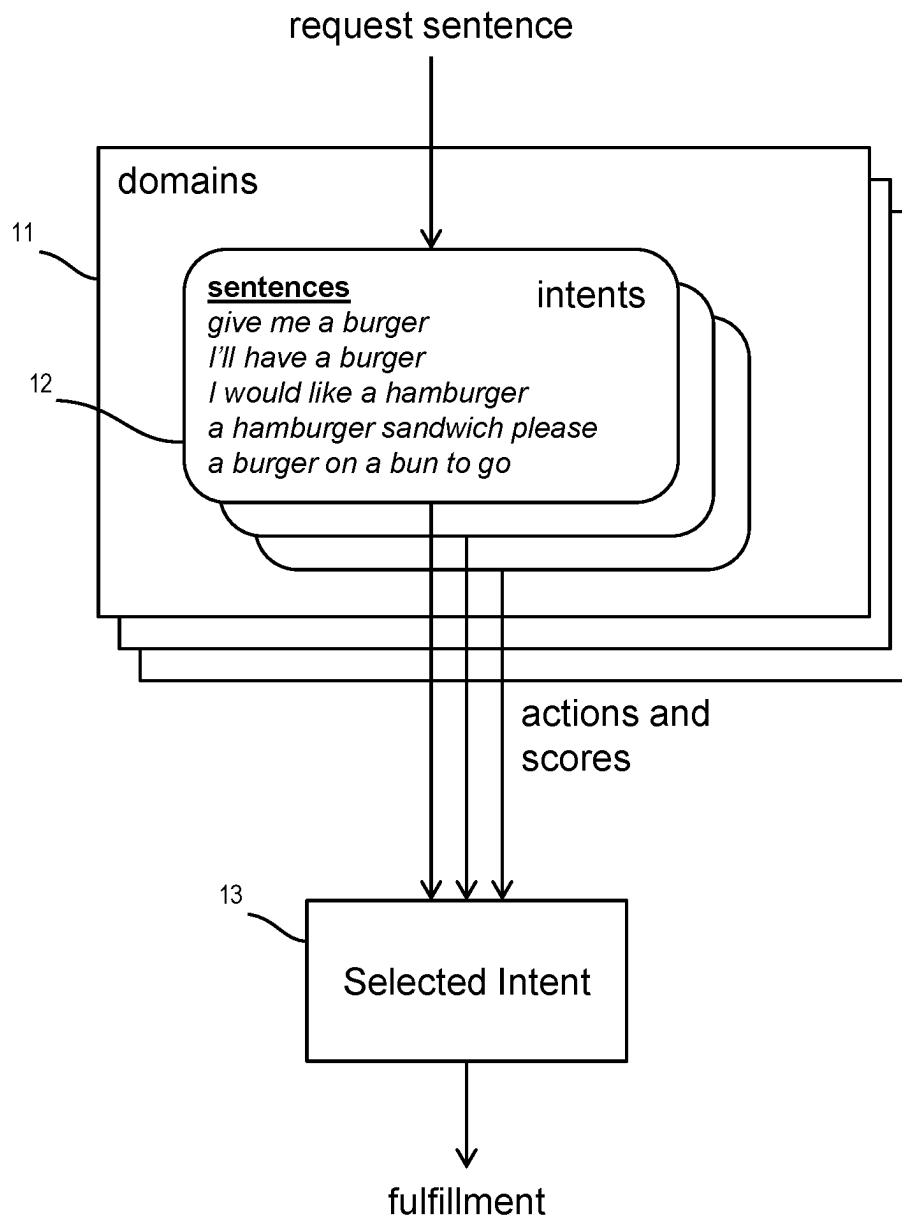 request sentence
domains
11
sentences
intents
give me a burger
I'll have a burger
12
I would like a hamburger
a hamburger sandwich please
a burger on a bun to go
actions and
scores
13
Selected Intent
fulfillment